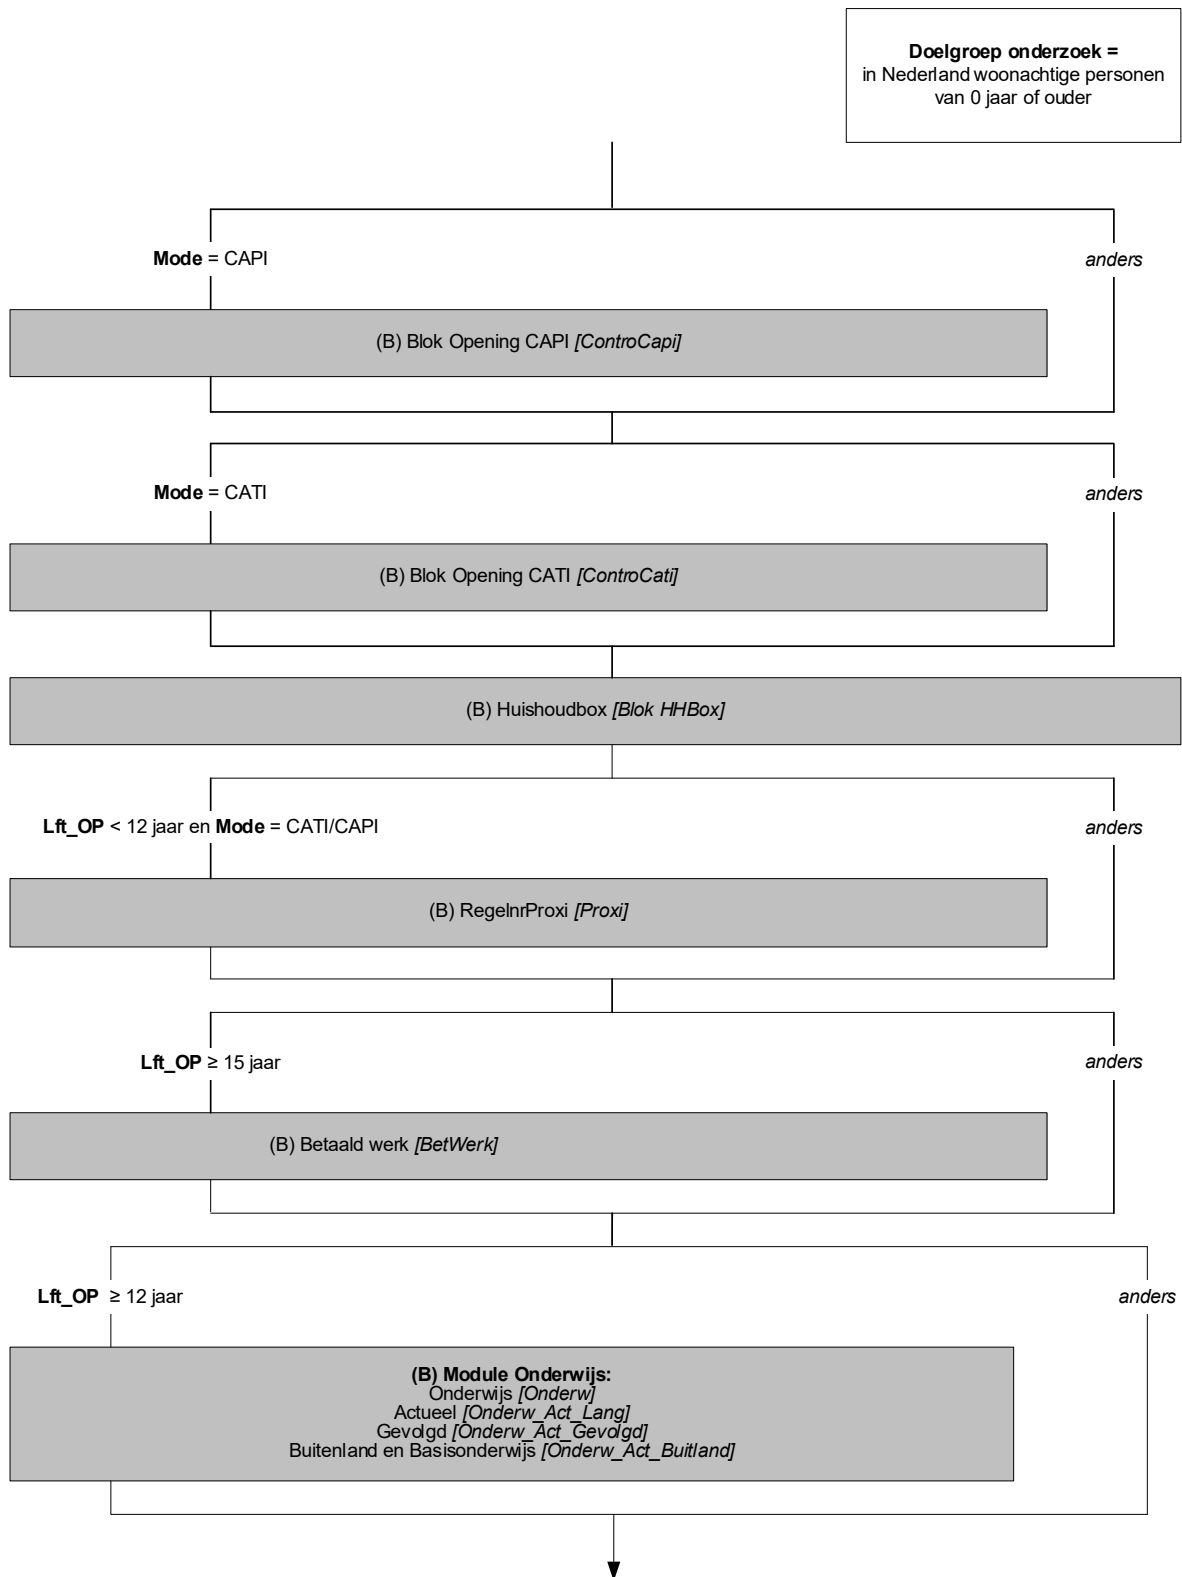 Doelgroep onderzoek =
in Nederland woonachtige personen
van 0 jaar of ouder
Mode = CAPI
anders
(B) Blok Opening CAPI [ControCapi]
Mode = CATI
anders
(B) Blok Opening CATI [ControCati]
(B) Huishoudbox [Blok HHBox]
Lft_OP < 12 jaar en Mode = CATI/CAPI
anders
(B) RegelnrProxi [Proxi]
Lft_OP ≥ 15 jaar
anders
(B) Betaald werk [BetWerk]
Lft_OP ≥ 12 jaar
anders
(B) Module Onderwijs:
Onderwijs [Onderw]
Actueel [Onderw_Act_Lang]
Gevolgd [Onderw_Act_Gevolgd]
Buitenland en Basisonderwijs [Onderw_Act_Buitland]